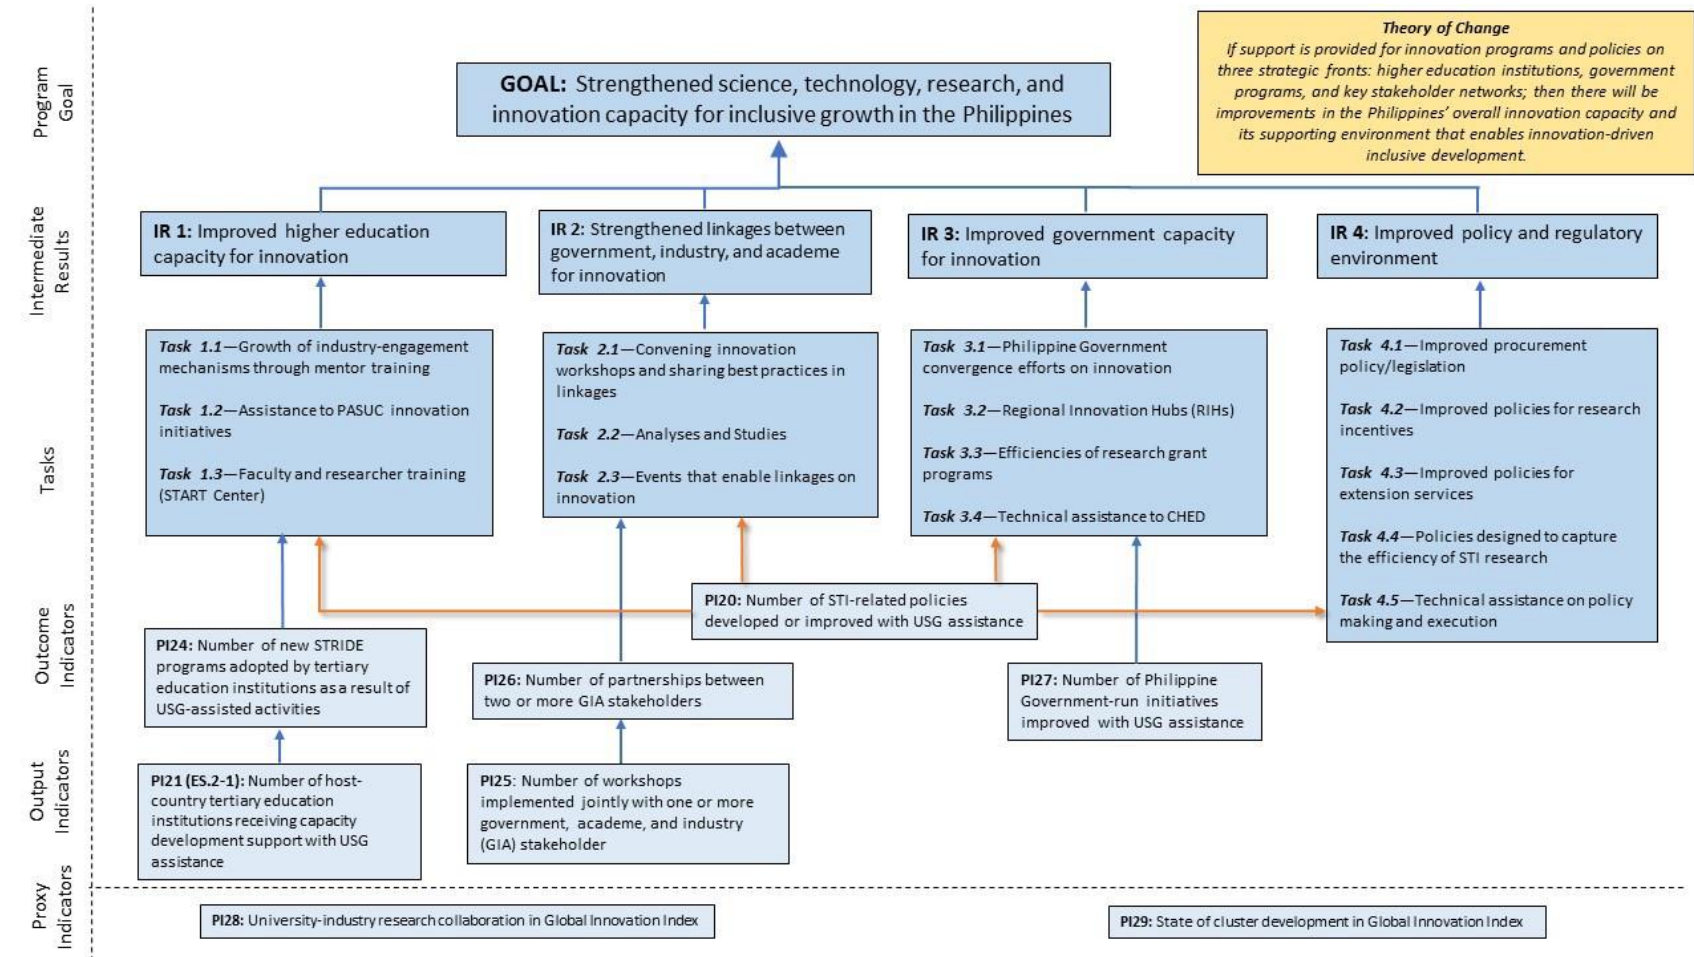 Theory of Change
If support is provided for innovation programs and policies on
three strategic fronts: higher education institutions, government
programs, and key stakeholder networks; then there will be
improvements in the Philippines' overall innovation capacity and
its supporting environment that enables innovation-driven
inclusive development.
Program
Goal
GOAL: Strengthened science, technology, research, and
innovation capacity for inclusive growth in the Philippines
Intermediate
Results
IR 1: Improved higher education
capacity for innovation
IR 2: Strengthened linkages between
government, industry, and academe
for innovation
IR 3: Improved government capacity
for innovation
IR 4: Improved policy and regulatory
environment
Tasks
Task 1.1—Growth of industry-engagement
mechanisms through mentor training
Task 1.2—Assistance to PASUC innovation
initiatives
Task 1.3—Faculty and researcher training
(START Center)
Task 2.1—Convening innovation
workshops and sharing best practices in
linkages
Task 2.2—Analyses and Studies
Task 2.3—Events that enable linkages on
innovation
Task 3.1—Philippine Government
convergence efforts on innovation
Task 3.2—Regional Innovation Hubs (RIHs)
Task 3.3—Efficiencies of research grant
programs
Task 3.4—Technical assistance to CHED
Task 4.1—Improved procurement
policy/legislation
Task 4.2—Improved policies for research
incentives
Task 4.3—Improved policies for
extension services
Task 4.4—Policies designed to capture
the efficiency of STI research
Task 4.5—Technical assistance on policy
making and execution
Outcome
Indicators
PI20: Number of STI-related policies
developed or improved with USG assistance
PI24: Number of new STRIDE
programs adopted by tertiary
education institutions as a result of
USG-assisted activities
PI26: Number of partnerships between
two or more GIA stakeholders
PI27: Number of Philippine
Government-run initiatives
improved with USG assistance
Output
Indicators
PI21 (ES.2-1): Number of host-
country tertiary education
institutions receiving capacity
development support with USG
assistance
PI25: Number of workshops
implemented jointly with one or more
government, academe, and industry
(GIA) stakeholder
Proxy
Indicators
PI28: University-industry research collaboration in Global Innovation Index
PI29: State of cluster development in Global Innovation Index